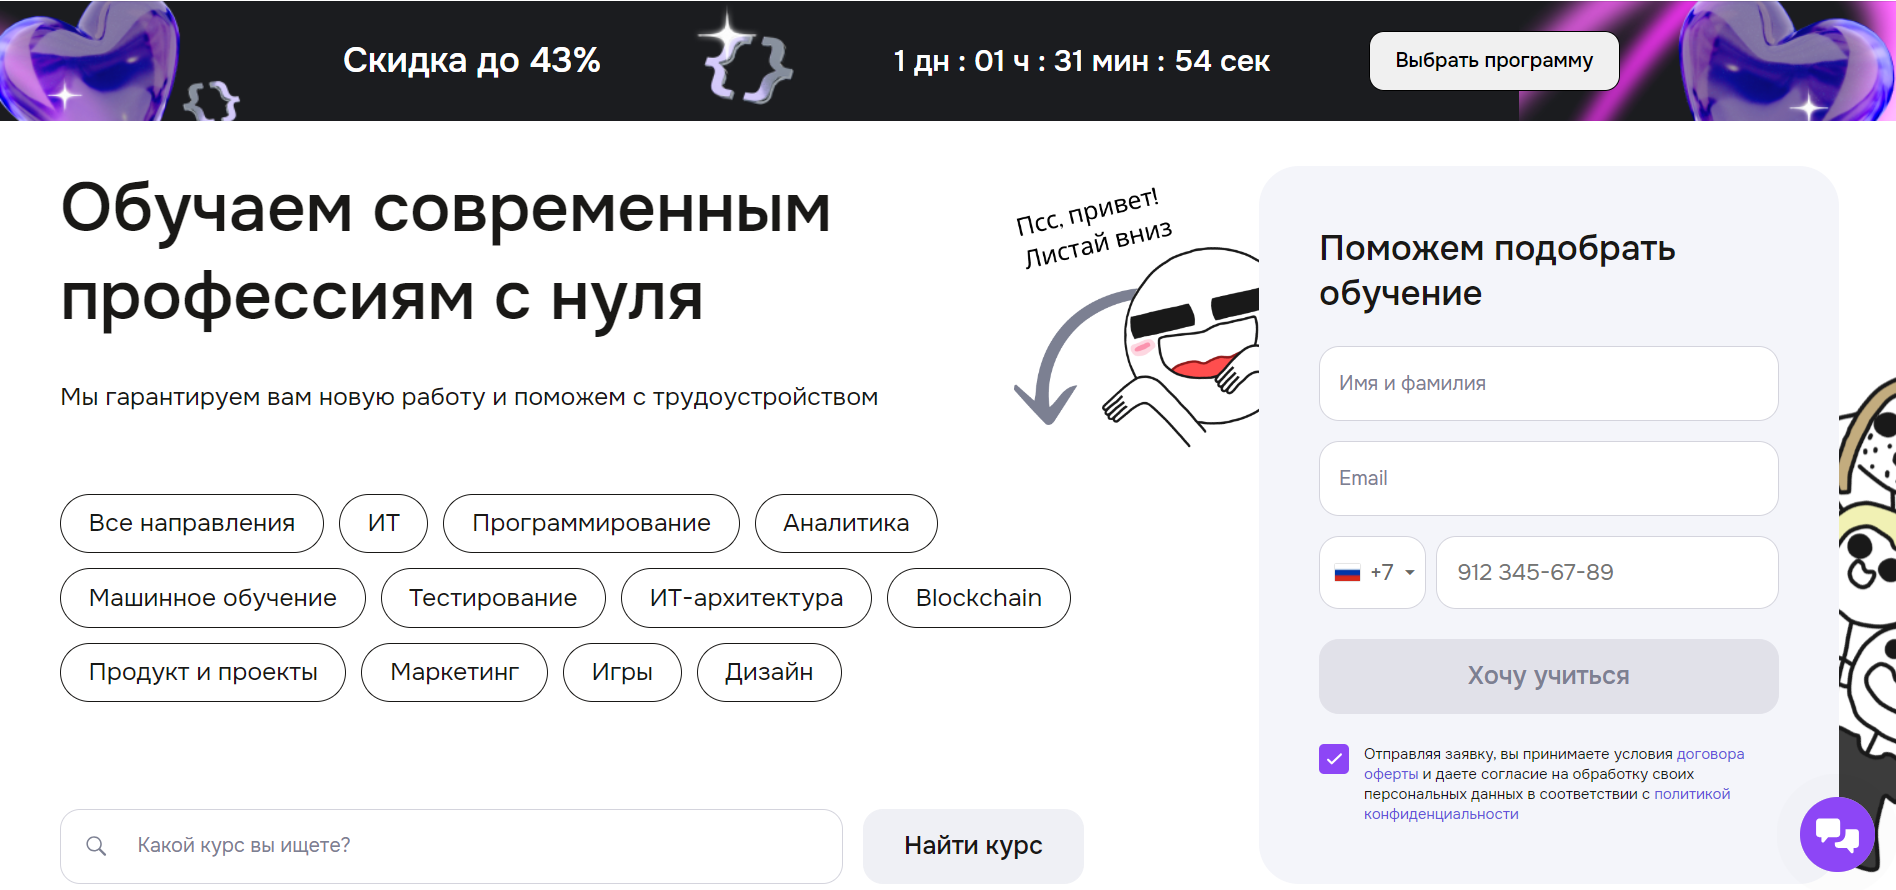 Скидка до 43%
1 дн : 01 ч : 31 мин : 54 сек
Выбрать программу
Обучаем современным
профессиям с нуля
Мы гарантируем вам новую работу и поможем с трудоустройством
Псс, привет!
Листай вниз
Все направления
ИТ
Программирование
Аналитика
Машинное обучение
Тестирование
ИТ-архитектура
Blockchain
Продукт и проекты
Маркетинг
Игры
Дизайн
Какой курс вы ищете?
Найти курс
Поможем подобрать
обучение
Имя и фамилия
Email
+7
912 345-67-89
Хочу учиться
Отправляя заявку, вы принимаете условия договора
оферты и даете согласие на обработку своих
персональных данных в соответствии с политикой
конфиденциальности